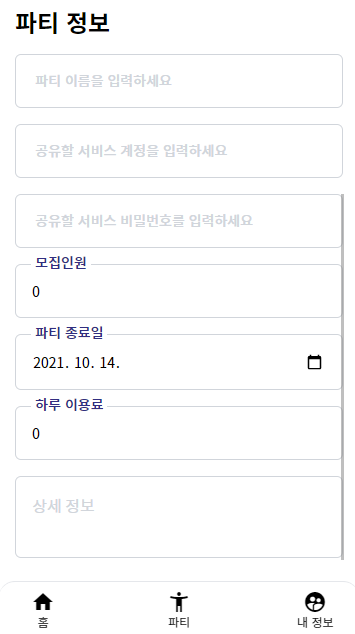 파티 정보
파티 이름을 입력하세요
공유할 서비스 계정을 입력하세요
공유할 서비스 비밀번호를 입력하세요
모집인원
0
파티 종료일
2021. 10. 14.
하루 이용료
0
상세 정보
홈
파티
내 정보